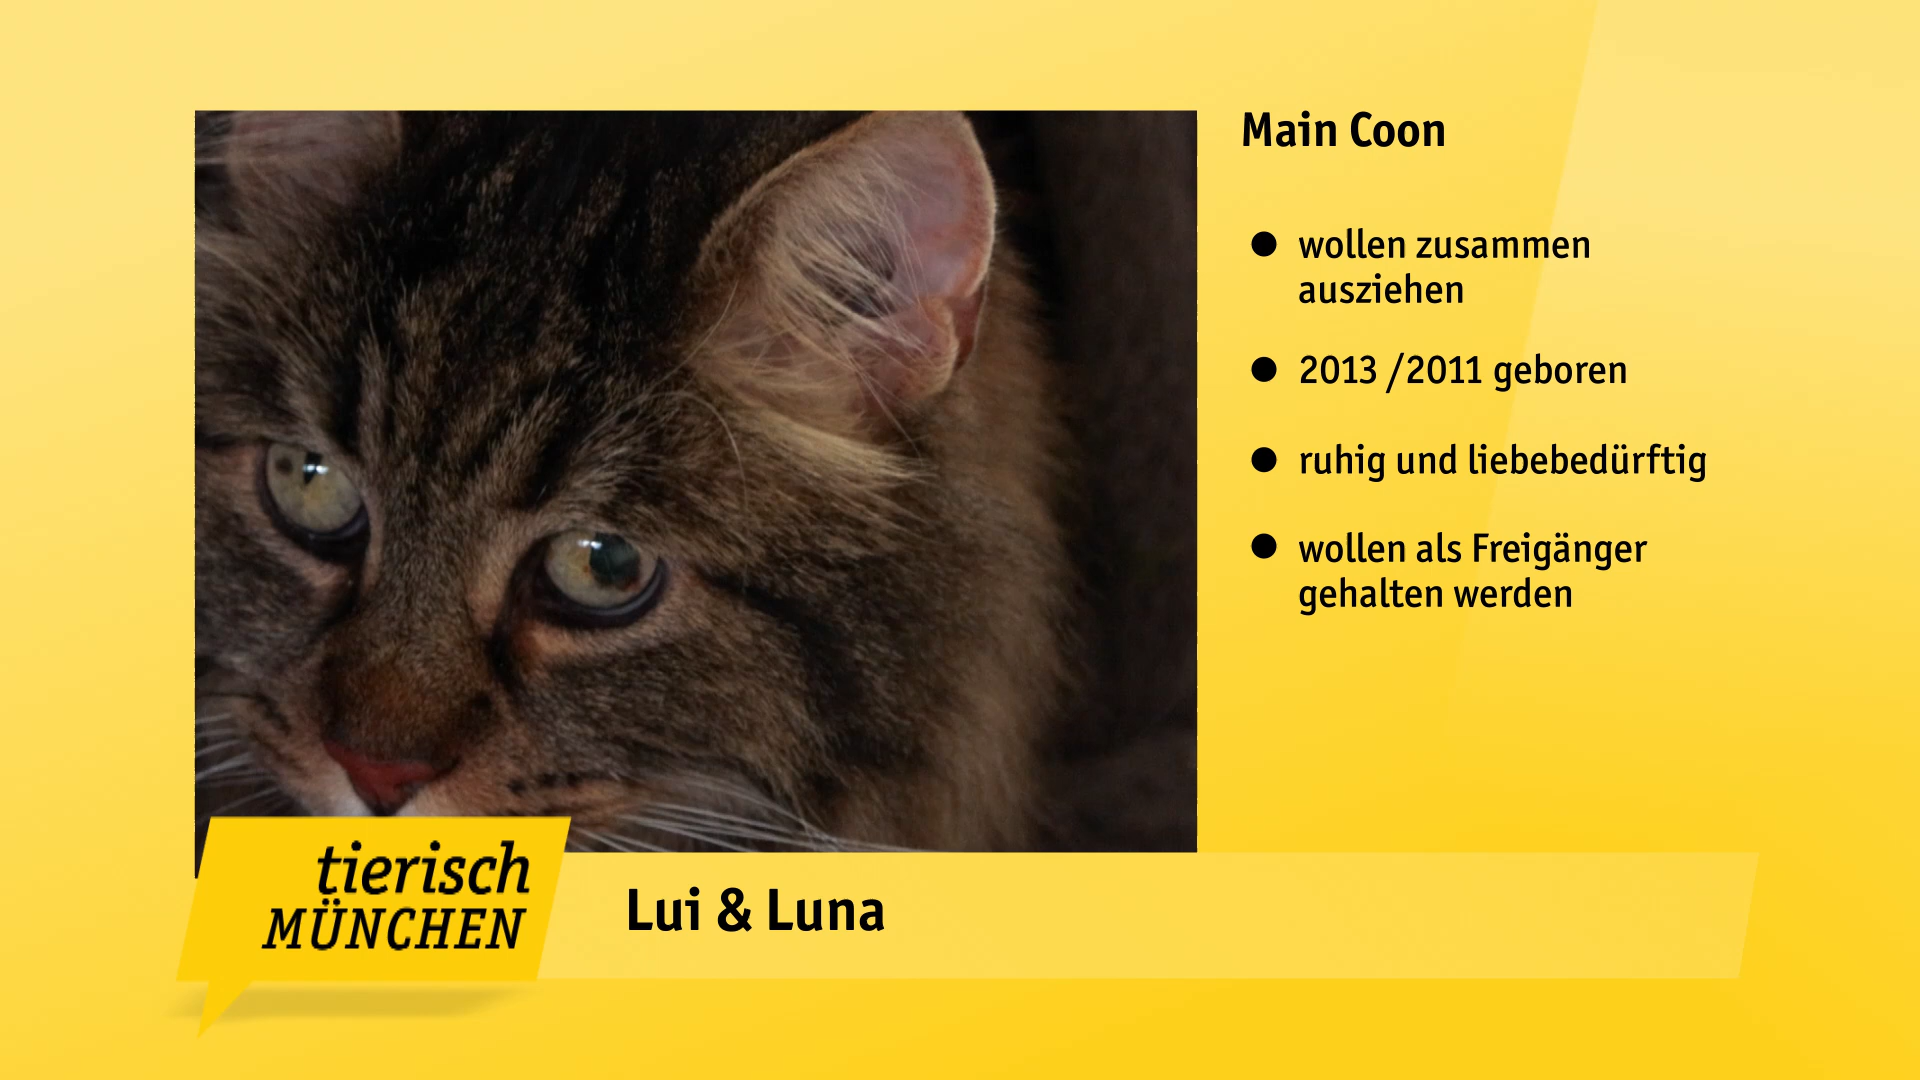 Main Coon
● wollen zusammen
ausziehen
● 2013 /2011 geboren
● ruhig und liebebedürftig
● wollen als Freigänger
gehalten werden
tierisch
MÜNCHEN
Lui & Luna